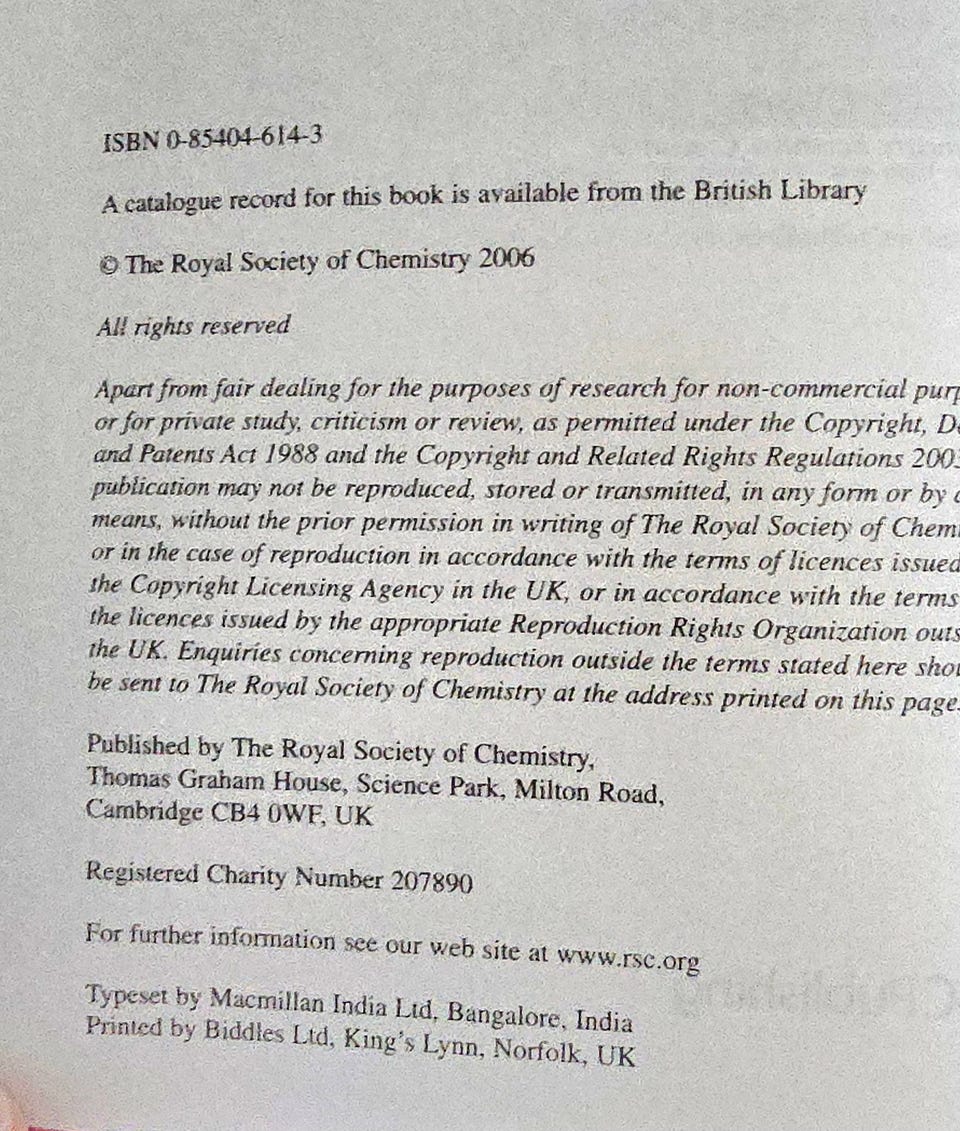 ISBN 0-85404-614-3
A catalogue record for this book is available from the British Library
© The Royal Society of Chemistry 2006
All rights reserved
Apart from fair dealing for the purposes of research for non-commercial
or for private study, criticism or review, as permitted under the Copyright,
and Patents Act 1988 and the Copyright and Related Rights Regulations
publication may not be reproduced, stored or transmitted, in any form or by
means, without the prior permission in writing of The Royal Society of
or in the case of reproduction in accordance with the terms of licences issued
the Copyright Licensing Agency in the UK, or in accordance with the terms
the licences issued by the appropriate Reproduction Rights Organization
the UK. Enquiries concerning reproduction outside the terms stated here
be sent to The Royal Society of Chemistry at the address printed on this page.
Published by The Royal Society of Chemistry,
Thomas Graham House, Science Park, Milton Road,
Cambridge CB4 0WF, UK
Registered Charity Number 207890
For further information see our web site at www.rsc.org
Typeset by Macmillan India Ltd, Bangalore, India
Printed by Biddles Ltd, King's Lynn, Norfolk, UK